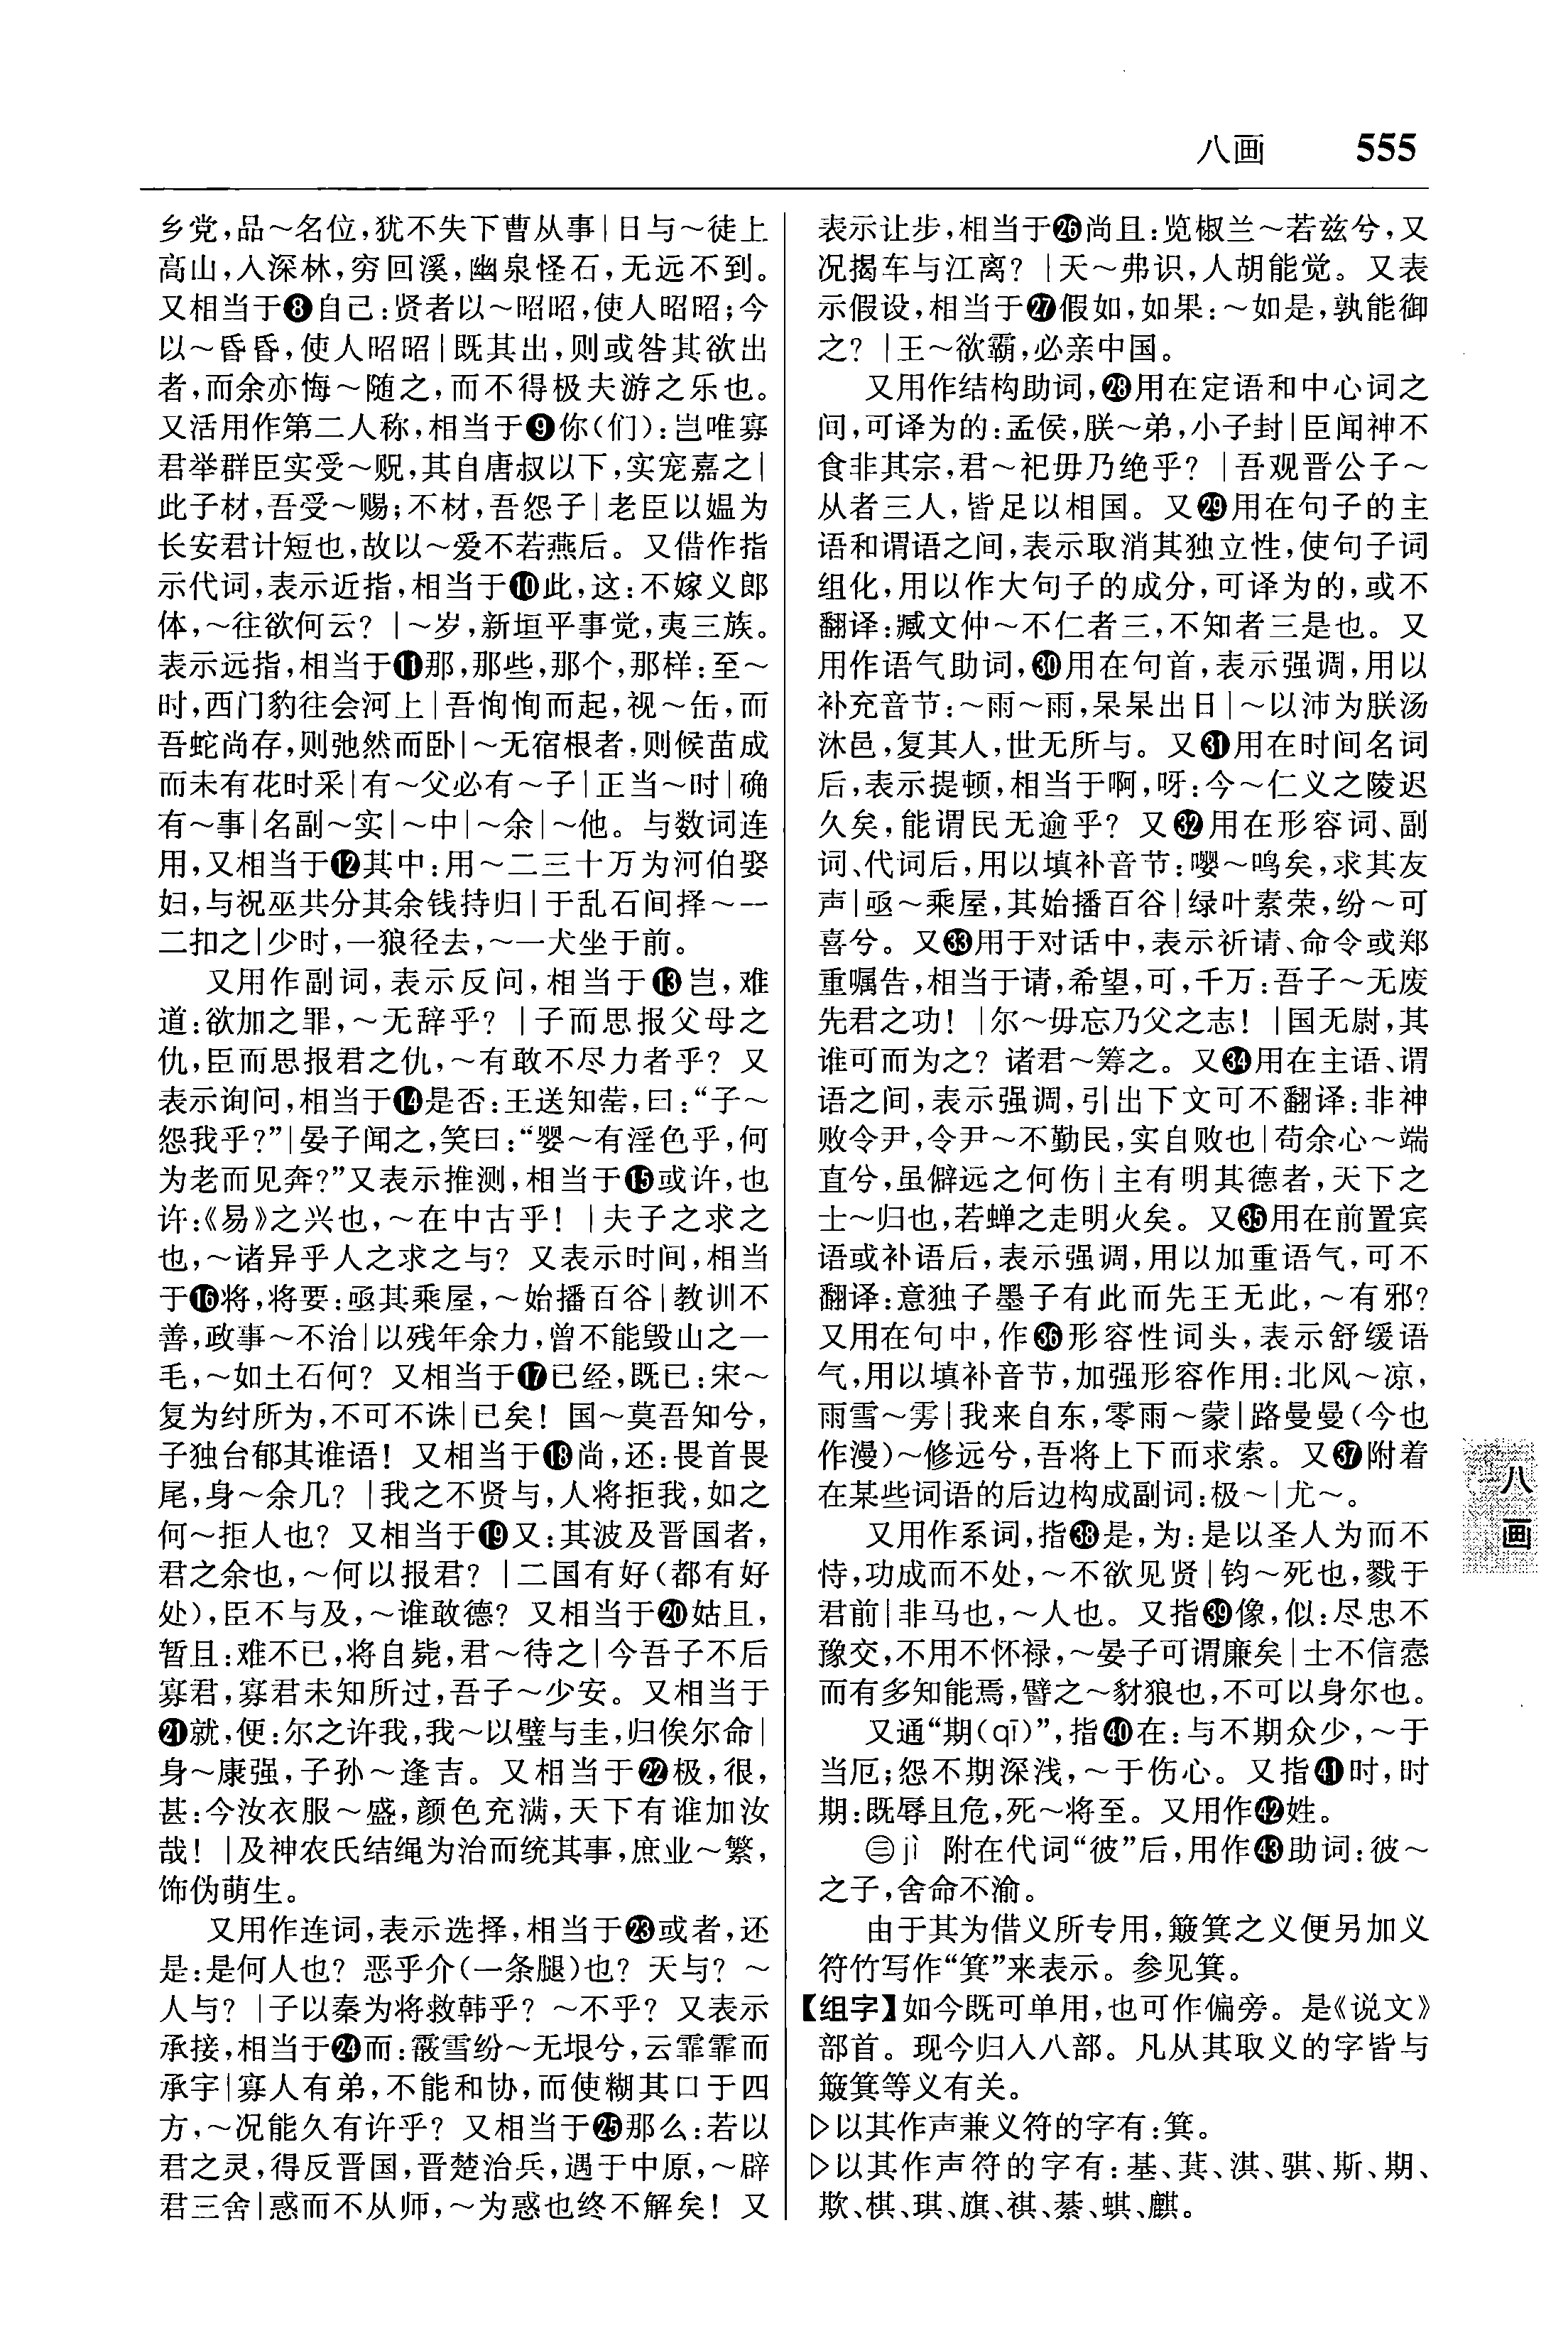 八画 555
乡党,品～名位,犹不失下曹从事|日与～徒上
高山,入深林,穷回溪,幽泉怪石,无远不到。
又相当于❽自己:贤者以～昭昭,使人昭昭;今
以～昏昏,使人昭昭|既其出,则或咎其欲出
者,而余亦悔～随之,而不得极夫游之乐也。
又活用作第二人称,相当于❾你(们):岂唯寡
君举群臣实受～贶,其自唐叔以下,实宠嘉之|
此子材,吾受～赐;不材,吾怨子|老臣以媪为
长安君计短也,故以～爱不若燕后。又借作指
示代词,表示近指,相当于❿此,这:不嫁义郎
体,～往欲何云? |～岁,新垣平事觉,夷三族。
表示远指,相当于⓫那,那些,那个,那样:至～
时,西门豹往会河上|吾恂恂而起,视～缶,而
吾蛇尚存,则弛然而卧|～无宿根者,则候苗成
而未有花时采|有～父必有～子|正当～时|确
有～事|名副～实|～中|～余|～他。与数词连
用,又相当于⓬其中:用～二三十万为河伯娶
妇,与祝巫共分其余钱持归|于乱石间择～一
二扣之|少时,一狼径去,～一犬坐于前。
又用作副词,表示反问,相当于⓭岂,难
道:欲加之罪,～无辞乎? |子而思报父母之
仇,臣而思报君之仇,～有敢不尽力者乎? 又
表示询问,相当于⓮是否:王送知䓨,曰:“子～
怨我乎?”|晏子闻之,笑曰:“婴～有淫色乎,何
为老而见奔?”又表示推测,相当于⓯或许,也
许:《易》之兴也,～在中古乎! |夫子之求之
也,～诸异乎人之求之与? 又表示时间,相当
于⓰将,将要:亟其乘屋,～始播百谷|教训不
善,政事～不治|以残年余力,曾不能毁山之一
毛,～如土石何? 又相当于⓱已经,既已:宋～
复为纣所为,不可不诛|已矣! 国～莫吾知兮,
子独台郁其谁语! 又相当于⓲尚,还:畏首畏
尾,身～余几? |我之不贤与,人将拒我,如之
何～拒人也? 又相当于⓳又:其波及晋国者,
君之余也,～何以报君? |二国有好(都有好
处),臣不与及,～谁敢德? 又相当于⓴姑且,
暂且:难不已,将自毙,君～待之|今吾子不后
寡君,寡君未知所过,吾子～少安。又相当于
㉑就,便:尔之许我,我～以璧与圭,归俟尔命|
身～康强,子孙～逢吉。又相当于㉒极,很,
甚:今汝衣服～盛,颜色充满,天下有谁加汝
哉! |及神农氏结绳为治而统其事,庶业～繁,
饰伪萌生。
又用作连词,表示选择,相当于㉓或者,还
是:是何人也? 恶乎介(一条腿)也? 天与? ～
人与? |子以秦为将救韩乎? ～不乎? 又表示
承接,相当于㉔而:霰雪纷～无垠兮,云霏霏而
承宇|寡人有弟,不能和协,而使糊其口于四
方,～况能久有许乎? 又相当于㉕那么:若以
君之灵,得反晋国,晋楚治兵,遇于中原,～辟
君三舍|惑而不从师,～为惑也终不解矣! 又
表示让步,相当于㉖尚且:览椒兰～若兹兮,又
况揭车与江离? |天～弗识,人胡能觉。又表
示假设,相当于㉗假如,如果:～如是,孰能御
之? |王～欲霸,必亲中国。
又用作结构助词,㉘用在定语和中心词之
间,可译为的:孟侯,朕～弟,小子封|臣闻神不
食非其宗,君～祀毋乃绝乎? |吾观晋公子～
从者三人,皆足以相国。又㉙用在句子的主
语和谓语之间,表示取消其独立性,使句子词
组化,用以作大句子的成分,可译为的,或不
翻译:臧文仲～不仁者三,不知者三是也。又
用作语气助词,㉚用在句首,表示强调,用以
补充音节:～雨～雨,杲杲出日|～以沛为朕汤
沐邑,复其人,世无所与。又㉛用在时间名词
后,表示提顿,相当于啊,呀:今～仁义之陵迟
久矣,能谓民无逾乎? 又㉜用在形容词、副
词、代词后,用以填补音节:嘤～鸣矣,求其友
声|亟～乘屋,其始播百谷|绿叶素荣,纷～可
喜兮。又㉝用于对话中,表示祈请、命令或郑
重嘱告,相当于请,希望,可,千万:吾子～无废
先君之功! |尔～毋忘乃父之志! |国无尉,其
谁可而为之? 诸君～筹之。又㉞用在主语、谓
语之间,表示强调,引出下文可不翻译:非神
败令尹,令尹～不勤民,实自败也|苟余心～端
直兮,虽僻远之何伤|主有明其德者,天下之
士～归也,若蝉之走明火矣。又㉟用在前置宾
语或补语后,表示强调,用以加重语气,可不
翻译:意独子墨子有此而先王无此,～有邪?
又用在句中,作㊱形容性词头,表示舒缓语
气,用以填补音节,加强形容作用:北风～凉,
雨雪～雱|我来自东,零雨～蒙|路曼曼(今也
作漫)～修远兮,吾将上下而求索。又㊲附着
在某些词语的后边构成副词:极～|尤～。
又用作系词,指㊳是,为:是以圣人为而不
恃,功成而不处,～不欲见贤|钧～死也,戮于
君前|非马也,～人也。又指㊴像,似:尽忠不
豫交,不用不怀禄,～晏子可谓廉矣|士不信悫
而有多知能焉,譬之～豺狼也,不可以身尔也。
又通“期(qī)”,指㊵在:与不期众少,～于
当厄;怨不期深浅,～于伤心。又指㊶时,时
期:既辱且危,死～将至。又用作㊷姓。
㊂jì 附在代词“彼”后,用作㊸助词:彼～
之子,舍命不渝。
由于其为借义所专用,簸箕之义便另加义
符竹写作“箕”来表示。参见箕。
【组字】如今既可单用,也可作偏旁。是《说文》
部首。现今归入八部。凡从其取义的字皆与
簸箕等义有关。
▷以其作声兼义符的字有:箕。
▷以其作声符的字有:基、萁、淇、骐、斯、期、
欺、棋、琪、旗、祺、綦、蜞、麒。
八画